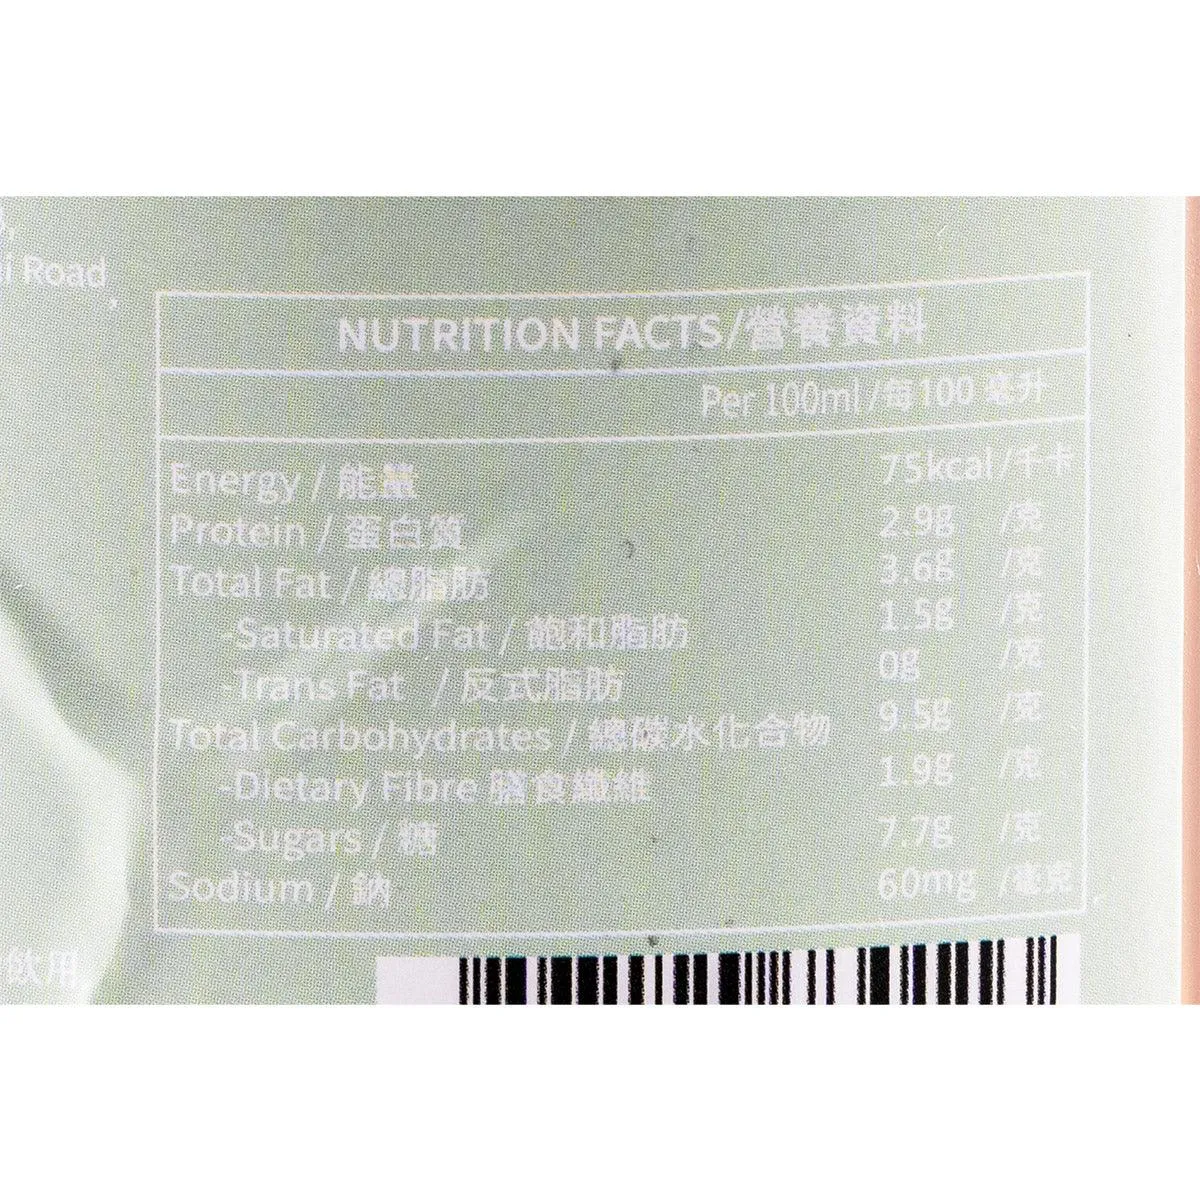 Road
NUTRITION FACTS/營養資料
Per 100ml/每100毫升
Energy / 能量 75kcal/千卡
Protein / 蛋白質 2.9g /克
Total Fat / 總脂肪 3.6g /克
-Saturated Fat / 飽和脂肪 1.5g /克
-Trans Fat / 反式脂肪 0g /克
Total Carbohydrates / 總碳水化合物 9.5g /克
-Dietary Fibre 膳食纖維 1.9g /克
-Sugars / 糖 7.7g /克
Sodium / 鈉 60mg /毫克
飲用